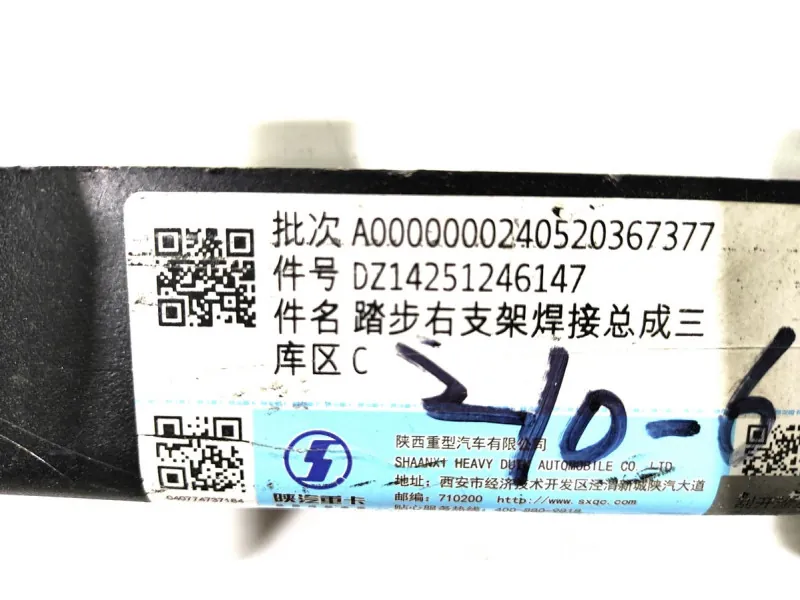 批次 A0000000240520367377
件号 DZ14251246147
件名 踏步右支架焊接总成三
库区 C
210-6
陕西重型汽车有限公司
SHAANXI HEAVY DUTY AUTOMOBILE CO. LTD
地址: 西安市经济技术开发区泾渭新城陕汽大道
邮编: 710200 http://www.sxqc.com
陕汽重卡